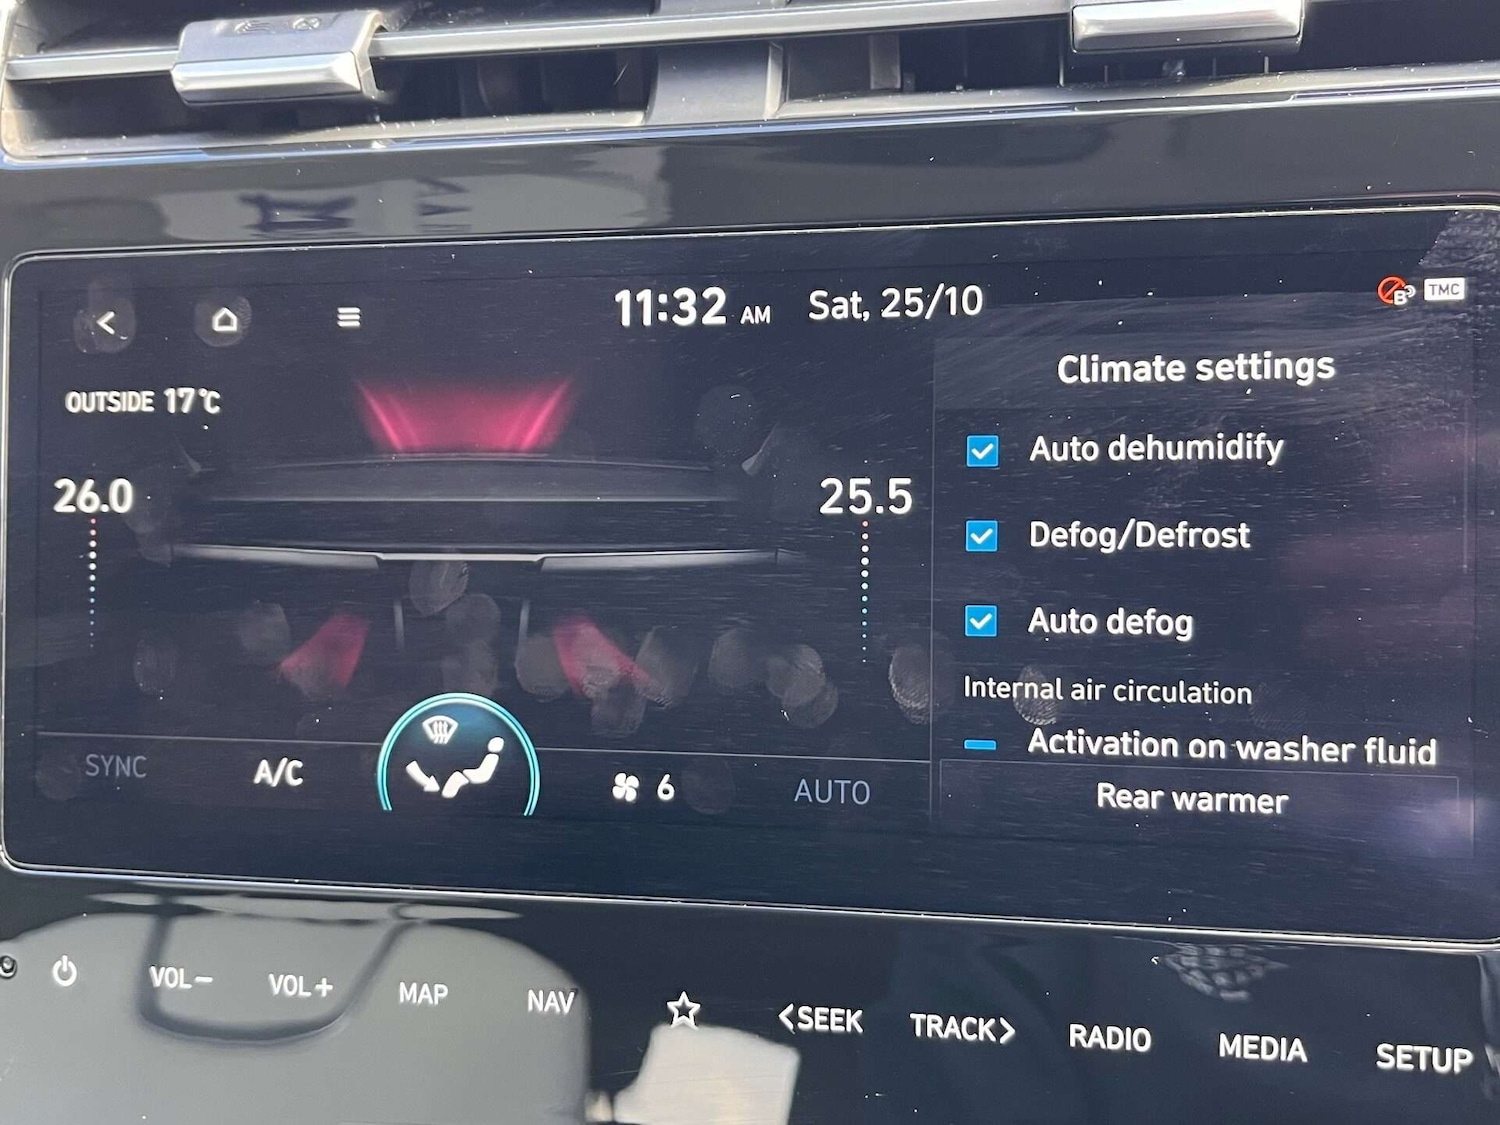 11:32 AM Sat, 25/10
B
TMC
OUTSIDE 17°C
26.0
25.5
SYNC
A/C
6
AUTO
Climate settings
Auto dehumidify
Defog/Defrost
Auto defog
Internal air circulation
Activation on washer fluid
Rear warmer
VOL−
VOL+
MAP
NAV
<SEEK
TRACK>
RADIO
MEDIA
SETUP